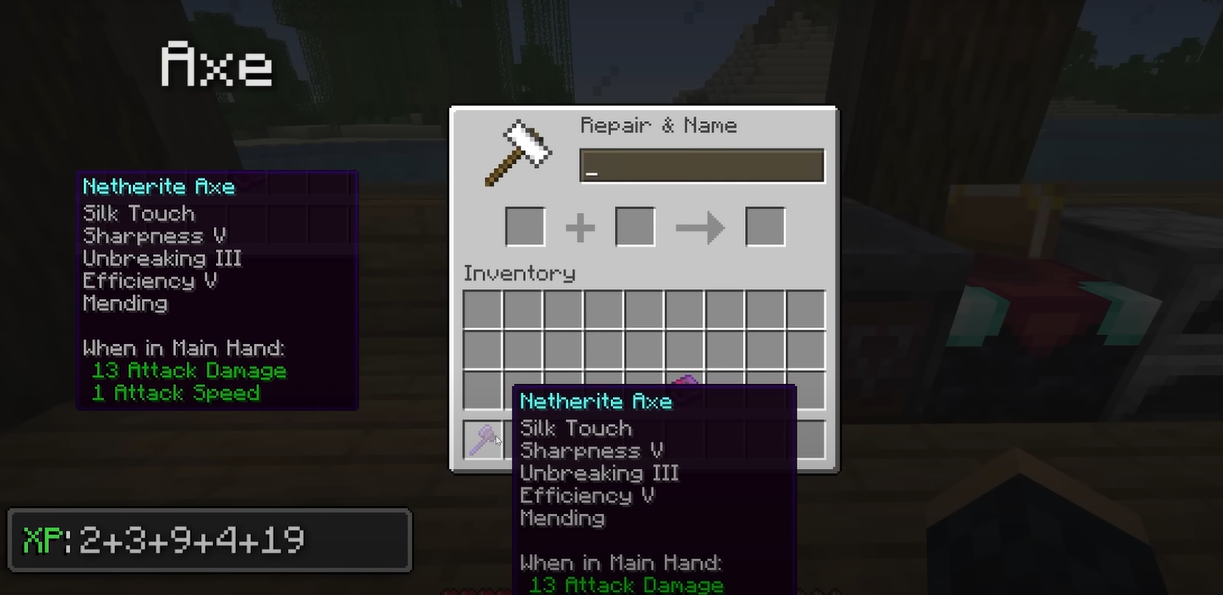 Axe
Netherite Axe
Silk Touch
Sharpness V
Unbreaking III
Efficiency V
Mending
When in Main Hand:
13 Attack Damage
1 Attack Speed
Repair & Name
_
Inventory
Netherite Axe
Silk Touch
Sharpness V
Unbreaking III
Efficiency V
Mending
When in Main Hand:
13 Attack Damage
XP:2+3+9+4+19